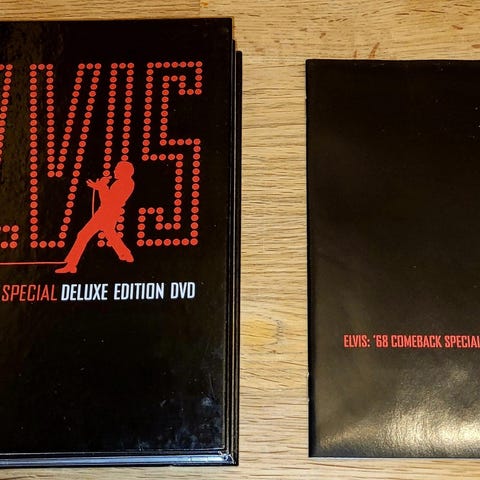 ELVIS
SPECIAL DELUXE EDITION DVD
ELVIS: '68 COMEBACK SPECIAL